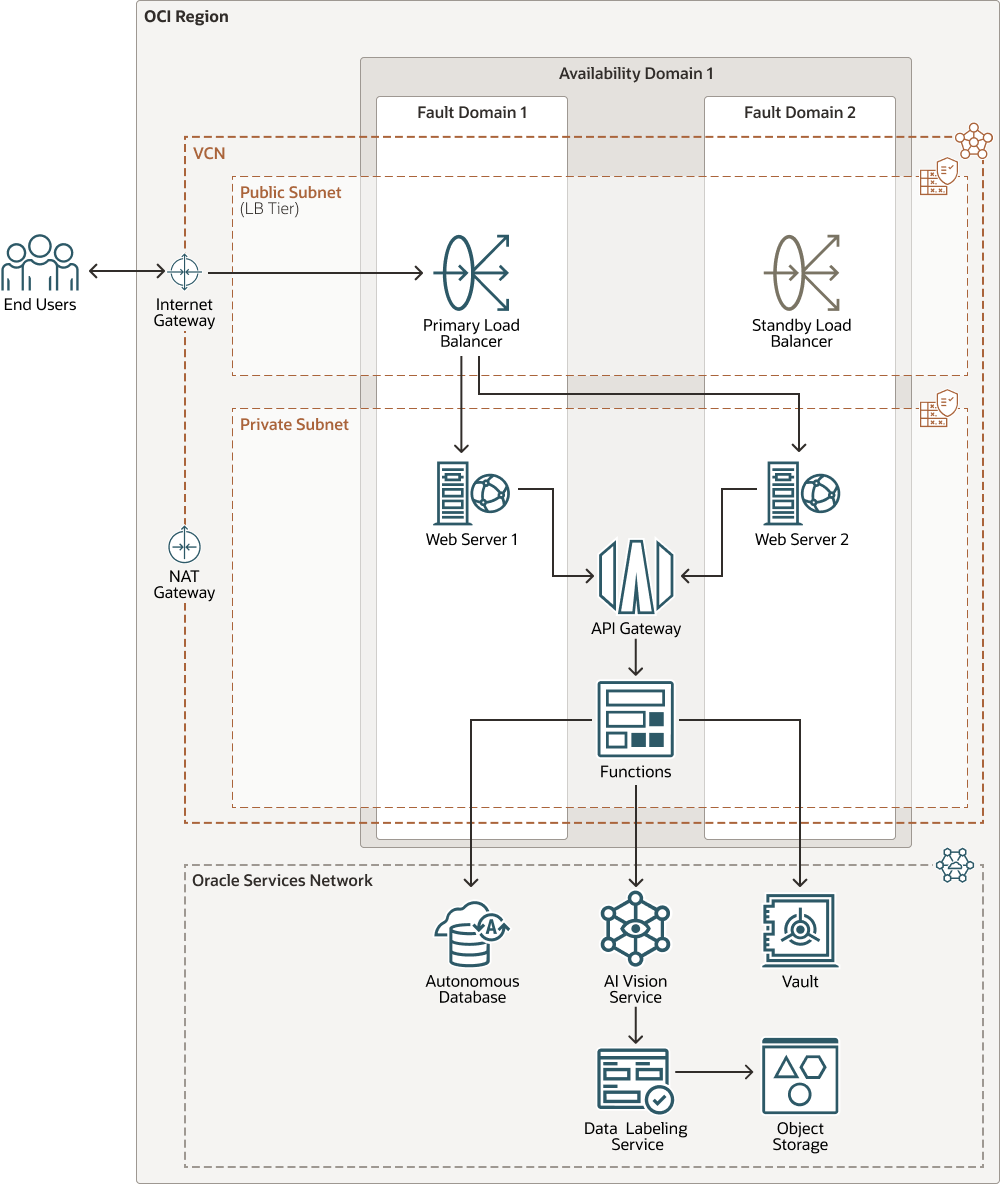 OCI Region
Availability Domain 1
Fault Domain 1
Fault Domain 2
VCN
Public Subnet
(LB Tier)
End Users
Internet
Gateway
Primary Load
Balancer
Standby Load
Balancer
Private Subnet
Web Server 1
Web Server 2
NAT
Gateway
API Gateway
Functions
Oracle Services Network
A
Autonomous
Database
AI Vision
Service
Vault
Data Labeling
Service
Object
Storage